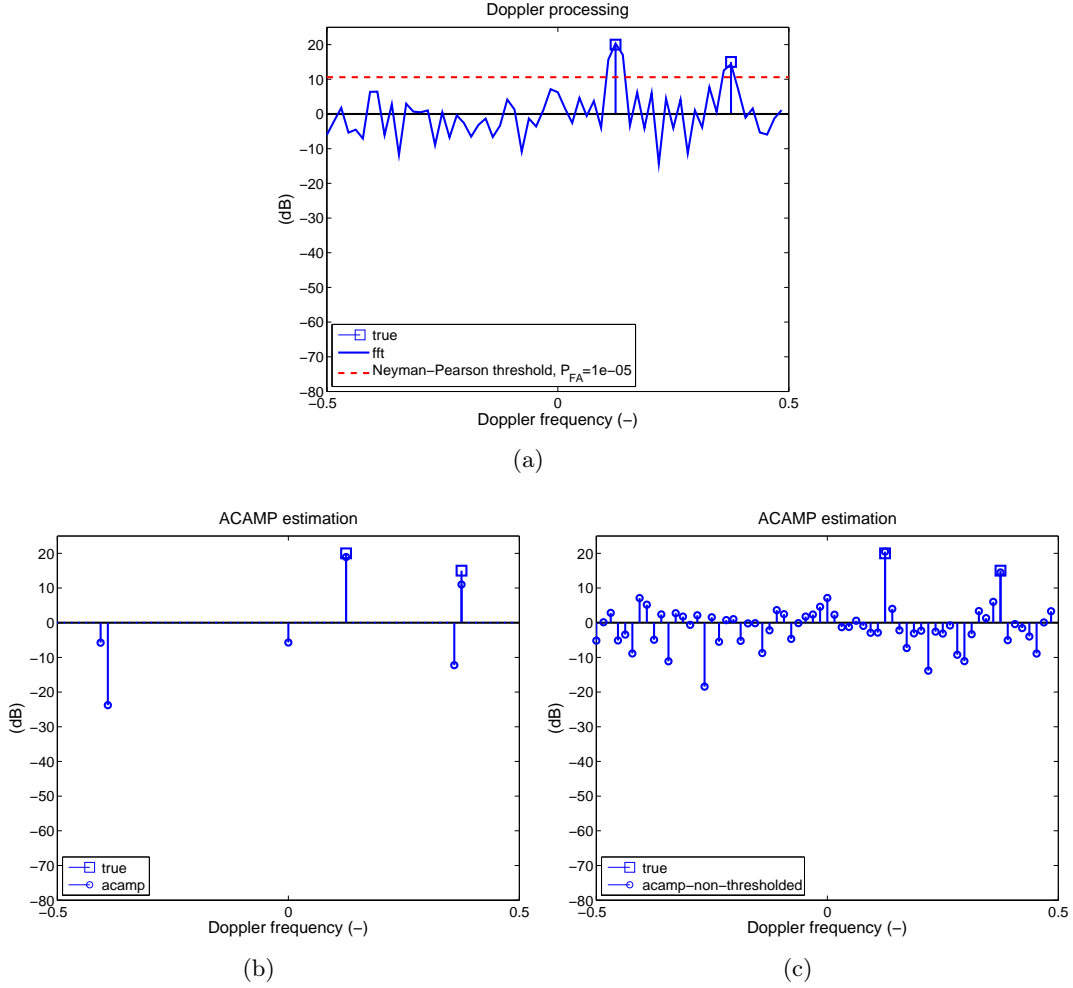 Doppler processing
20
10
0
−10
−20
−30
−40
−50
−60
−70
−80
(dB)
true
fft
Neyman−Pearson threshold, P_FA=1e−05
−0.5
0
0.5
Doppler frequency (−)
(a)
ACAMP estimation
20
10
0
−10
−20
−30
−40
−50
−60
−70
−80
(dB)
true
acamp
−0.5
0
0.5
Doppler frequency (−)
(b)
ACAMP estimation
20
10
0
−10
−20
−30
−40
−50
−60
−70
−80
(dB)
true
acamp−non−thresholded
−0.5
0
0.5
Doppler frequency (−)
(c)